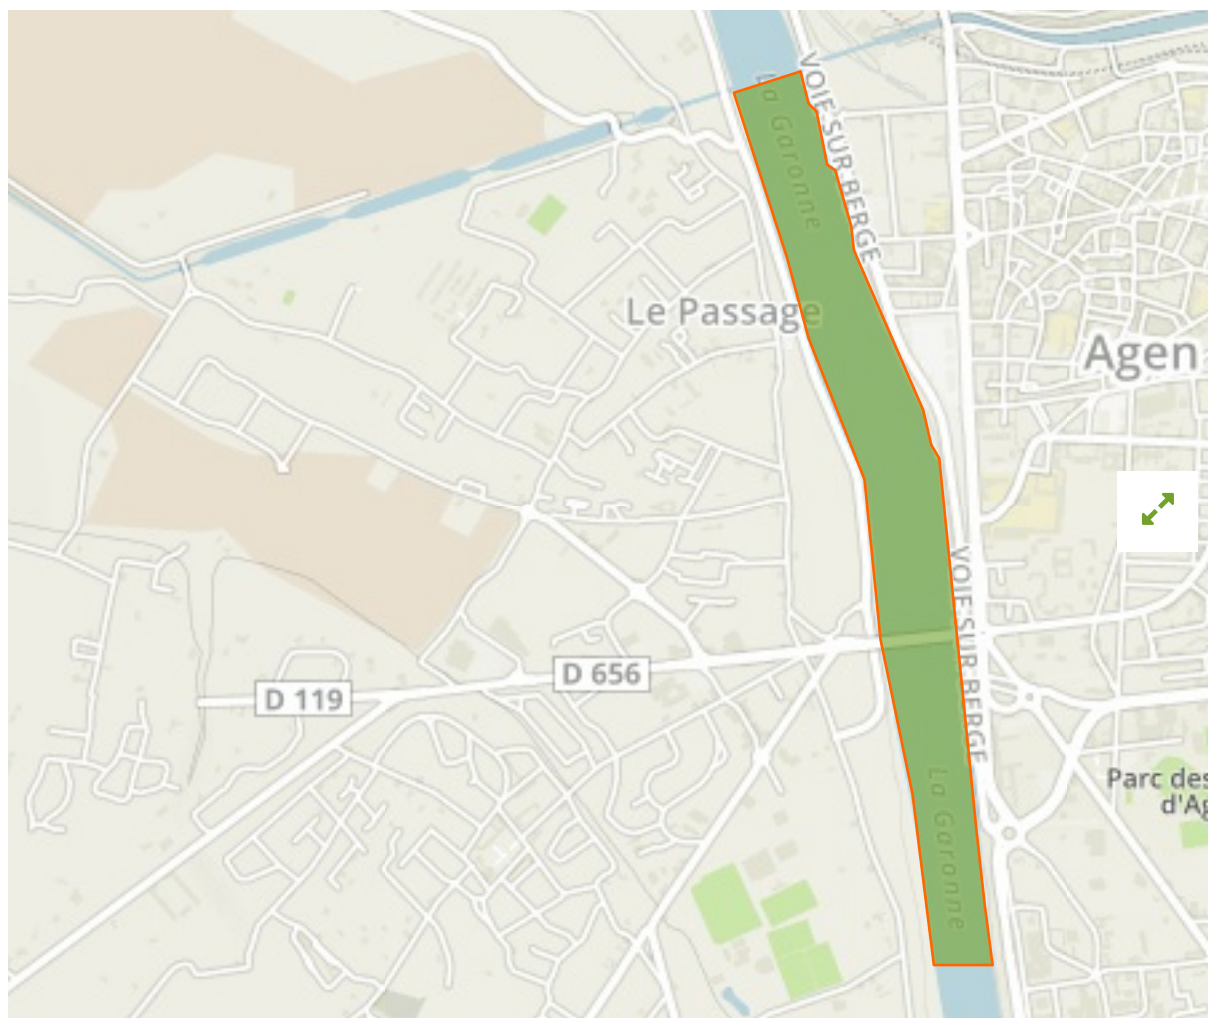 La Garonne
VOIE SUR BERGE
Le Passage
Agen
VOIE SUR BERGE
D 656
D 119
La Garonne
Parc des
d'Ag